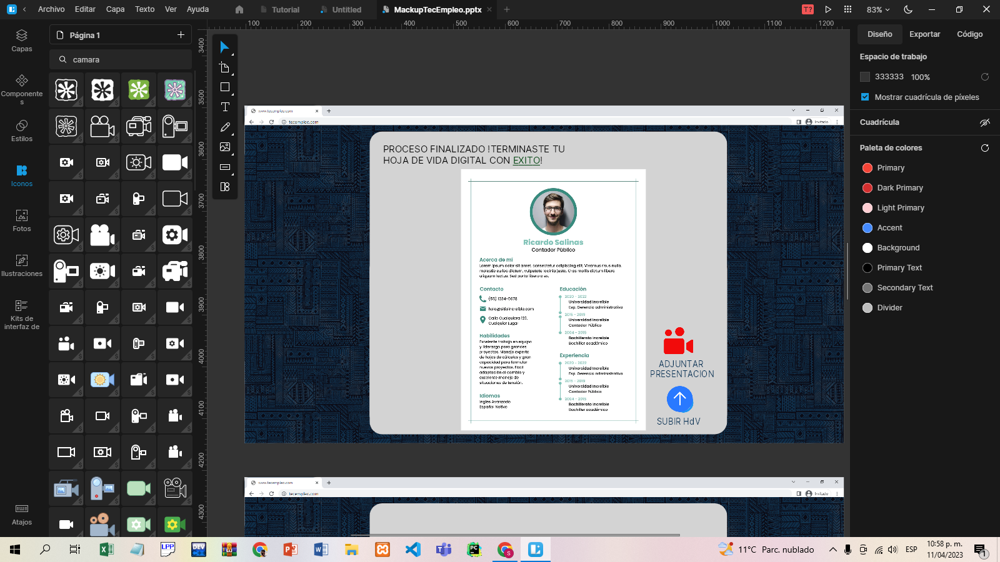 Archivo Editar Capa Texto Ver Ayuda
Tutorial
Untitled
MackupTecEmpleo.pptx
T?
83%
Capas
Componente
s
Estilos
Iconos
Fotos
Ilustraciones
Kits de
interfaz de
Atajos
Página 1
camara
100 200 300 400 500 600 700 800 900 1000 1100 1200
3400
3500
3600
3700
3800
3900
4000
4100
4200
4300
www.tecempleo.com
tecempleo.com
Invitado
PROCESO FINALIZADO !TERMINASTE TU
HOJA DE VIDA DIGITAL CON EXITO!
Ricardo Salinas
Contador Público
Acerca de mí
Lorem ipsum dolor sit amet, consectetur adipiscing elit. Vivamus risus nulla,
molestie eu leo dictum, vulputate lacinia justo. Cras mollis dictum libero
aliquam luctus. Sed porta libero a ex.
Contacto
(55) 1234-5678
hola@sitioincreible.com
Calle Cualquiera 123,
Cualquier Lugar
Habilidades
Excelente trabajo en equipo
y liderazgo para grandes
proyectos. Manejo experto
de hojas de cálculos y gran
capacidad para formular
nuevos proyectos. Fácil
adaptación al cambio y
excelente manejo de
situaciones de tensión.
Idiomas
Ingles Avanzado
Español Nativo
Educación
2020 - 2022
Universidad Increíble
Esp. Gerencia administrativa
2015 - 2019
Universidad Increíble
Contador Público
2004 - 2015
Bachillerato Increíble
Bachiller académico
Experiencia
2020 - 2022
Universidad Increíble
Esp. Gerencia administrativa
2015 - 2019
Universidad Increíble
Contador Público
2004 - 2015
Bachillerato Increíble
Bachiller académico
ADJUNTAR
PRESENTACION
SUBIR HdV
www.tecempleo.com
tecempleo.com
Invitado
Diseño Exportar Código
Espacio de trabajo
333333 100%
Mostrar cuadrícula de píxeles
Cuadrícula
Paleta de colores
Primary
Dark Primary
Light Primary
Accent
Background
Primary Text
Secondary Text
Divider
LPP
DEV
PC
S
11°C Parc. nublado
ESP
10:58 p. m.
11/04/2023
1